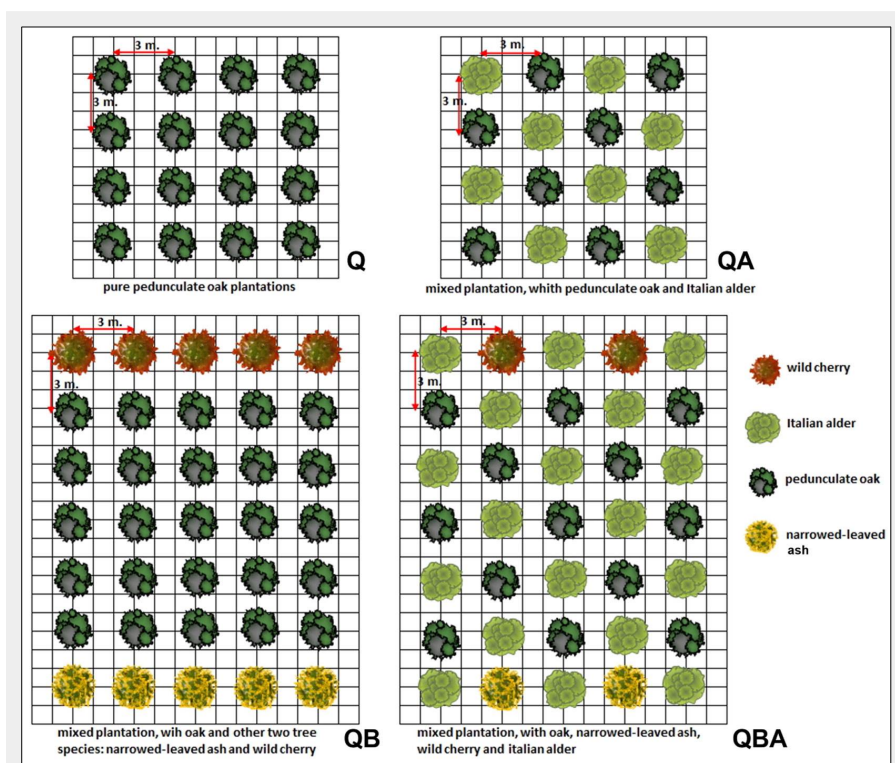 3 m.
3 m.
Q
pure pedunculate oak plantations
3 m.
3 m.
QA
mixed plantation, whith pedunculate oak and Italian alder
3 m.
3 m.
QB
mixed plantation, wih oak and other two tree
species: narrowed-leaved ash and wild cherry
3 m.
3 m.
QBA
mixed plantation, with oak, narrowed-leaved ash,
wild cherry and italian alder
wild cherry
Italian alder
pedunculate oak
narrowed-leaved
ash